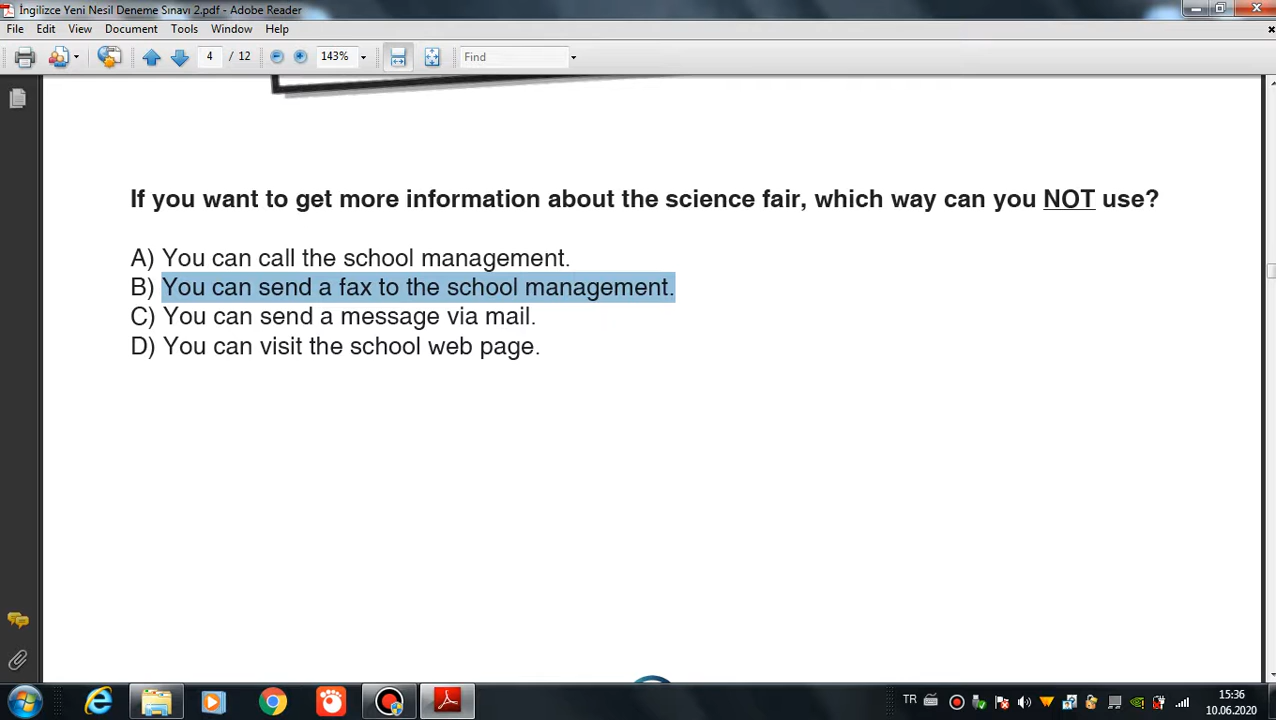 İngilizce Yeni Nesil Deneme Sınavı 2.pdf - Adobe Reader
File Edit View Document Tools Window Help
4 / 12 143% Find
If you want to get more information about the science fair, which way can you NOT use?
A) You can call the school management.
B) You can send a fax to the school management.
C) You can send a message via mail.
D) You can visit the school web page.
TR 15:36
10.06.2020